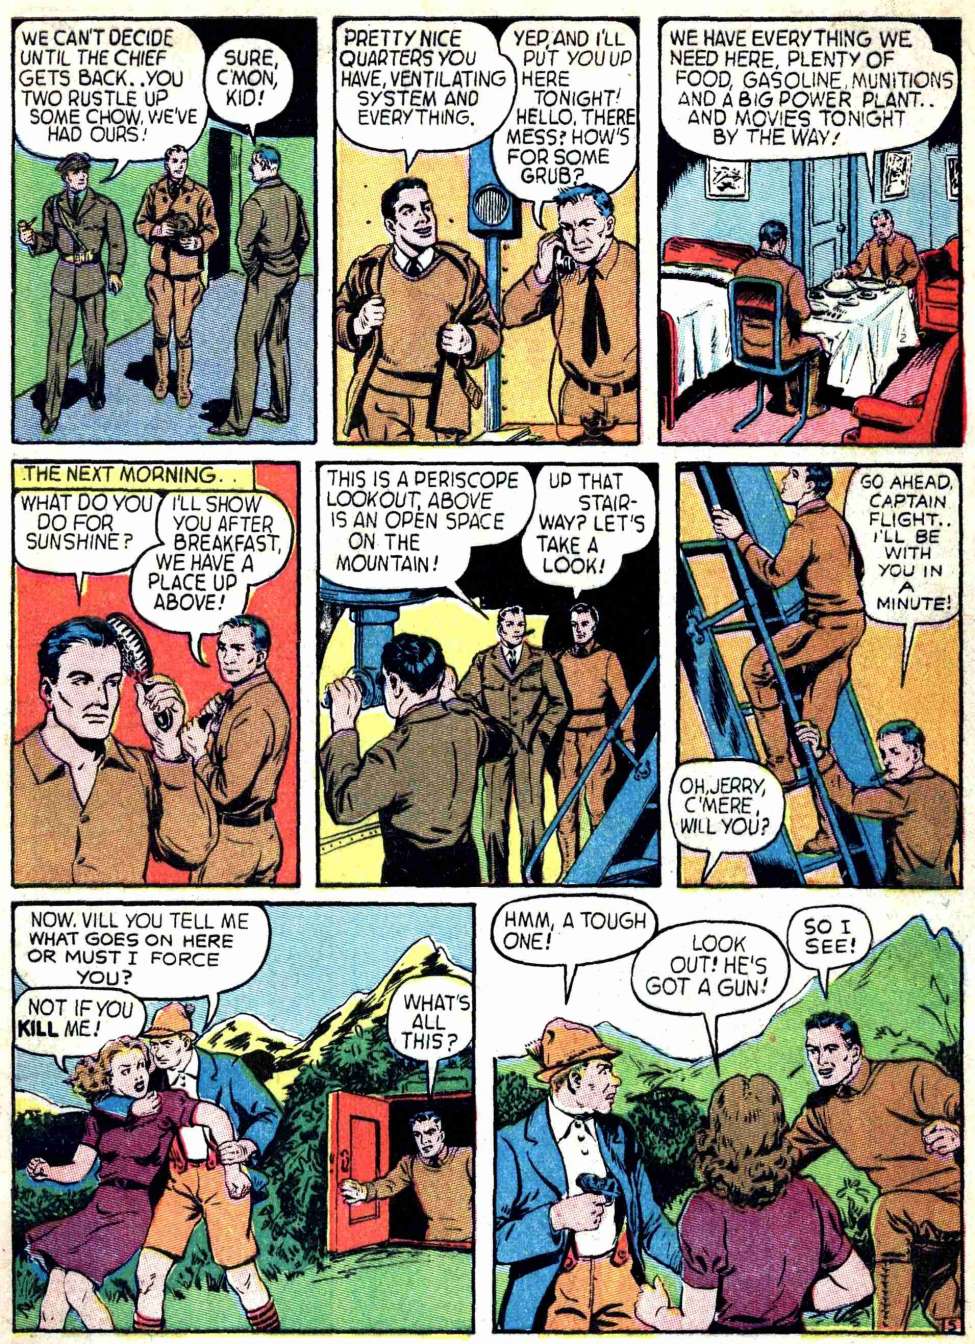 WE CAN'T DECIDE
UNTIL THE CHIEF
GETS BACK..YOU
TWO RUSTLE UP
SOME CHOW, WE'VE
HAD OURS!
SURE,
C'MON,
KID!
PRETTY NICE
QUARTERS YOU
HAVE, VENTILATING
SYSTEM AND
EVERYTHING.
YEP, AND I'LL
PUT YOU UP
HERE
TONIGHT!
HELLO, THERE
MESS? HOW'S
FOR SOME
GRUB?
WE HAVE EVERYTHING WE
NEED HERE, PLENTY OF
FOOD, GASOLINE, MUNITIONS
AND A BIG POWER PLANT..
AND MOVIES TONIGHT
BY THE WAY!
THE NEXT MORNING. .
WHAT DO YOU
DO FOR
SUNSHINE?
I'LL SHOW
YOU AFTER
BREAKFAST,
WE HAVE A
PLACE UP
ABOVE!
THIS IS A PERISCOPE
LOOKOUT, ABOVE
IS AN OPEN SPACE
ON THE
MOUNTAIN!
UP THAT
STAIR-
WAY? LET'S
TAKE A
LOOK!
GO AHEAD,
CAPTAIN
FLIGHT..
I'LL BE
WITH
YOU IN
A
MINUTE!
OH, JERRY,
C'MERE,
WILL YOU?
NOW. VILL YOU TELL ME
WHAT GOES ON HERE
OR MUST I FORCE
YOU?
NOT IF YOU
KILL ME!
WHAT'S
ALL
THIS?
HMM, A TOUGH
ONE!
LOOK
OUT! HE'S
GOT A GUN!
SO I
SEE!
5